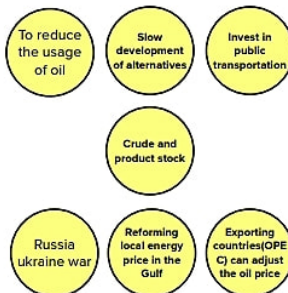 To reduce
the usage
of oil
Slow
development
of alternatives
Invest in
public
transportation
Crude and
product stock
Russia
ukraine war
Reforming
local energy
price in the
Gulf
Exporting
countries(OPE
C) can adjust
the oil price